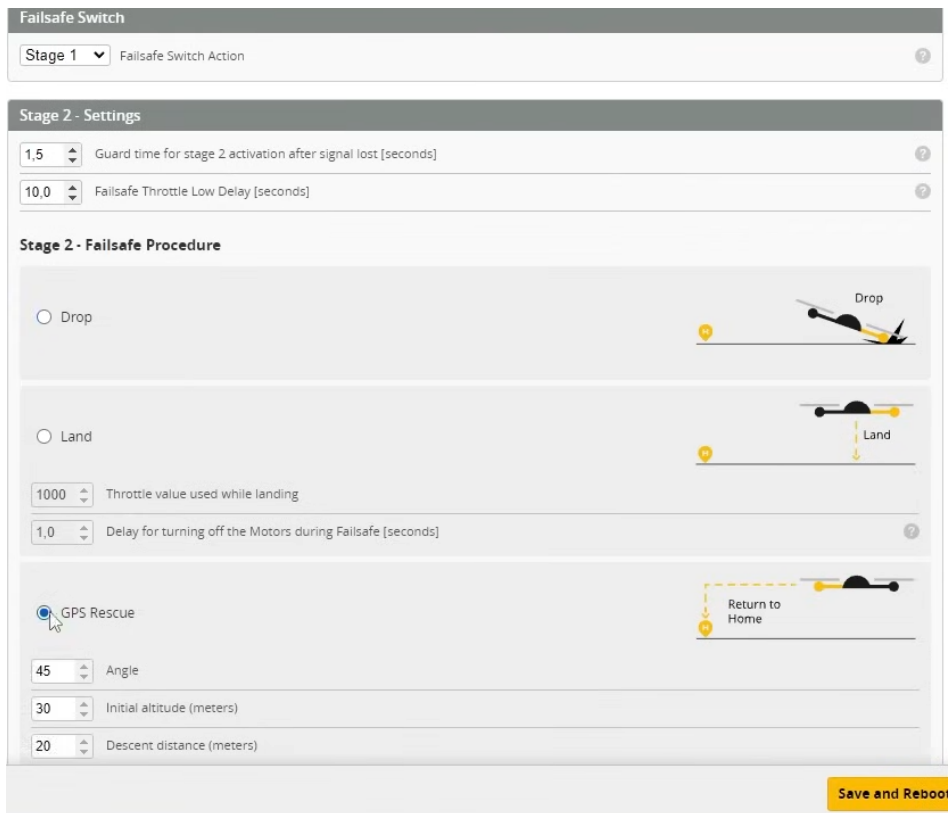 Failsafe Switch
Stage 1 Failsafe Switch Action
Stage 2 - Settings
1,5 Guard time for stage 2 activation after signal lost [seconds]
10,0 Failsafe Throttle Low Delay [seconds]
Stage 2 - Failsafe Procedure
Drop
Drop
H
Land
Land
H
1000 Throttle value used while landing
1,0 Delay for turning off the Motors during Failsafe [seconds]
GPS Rescue
Return to
Home
H
45 Angle
30 Initial altitude (meters)
20 Descent distance (meters)
Save and Reboot